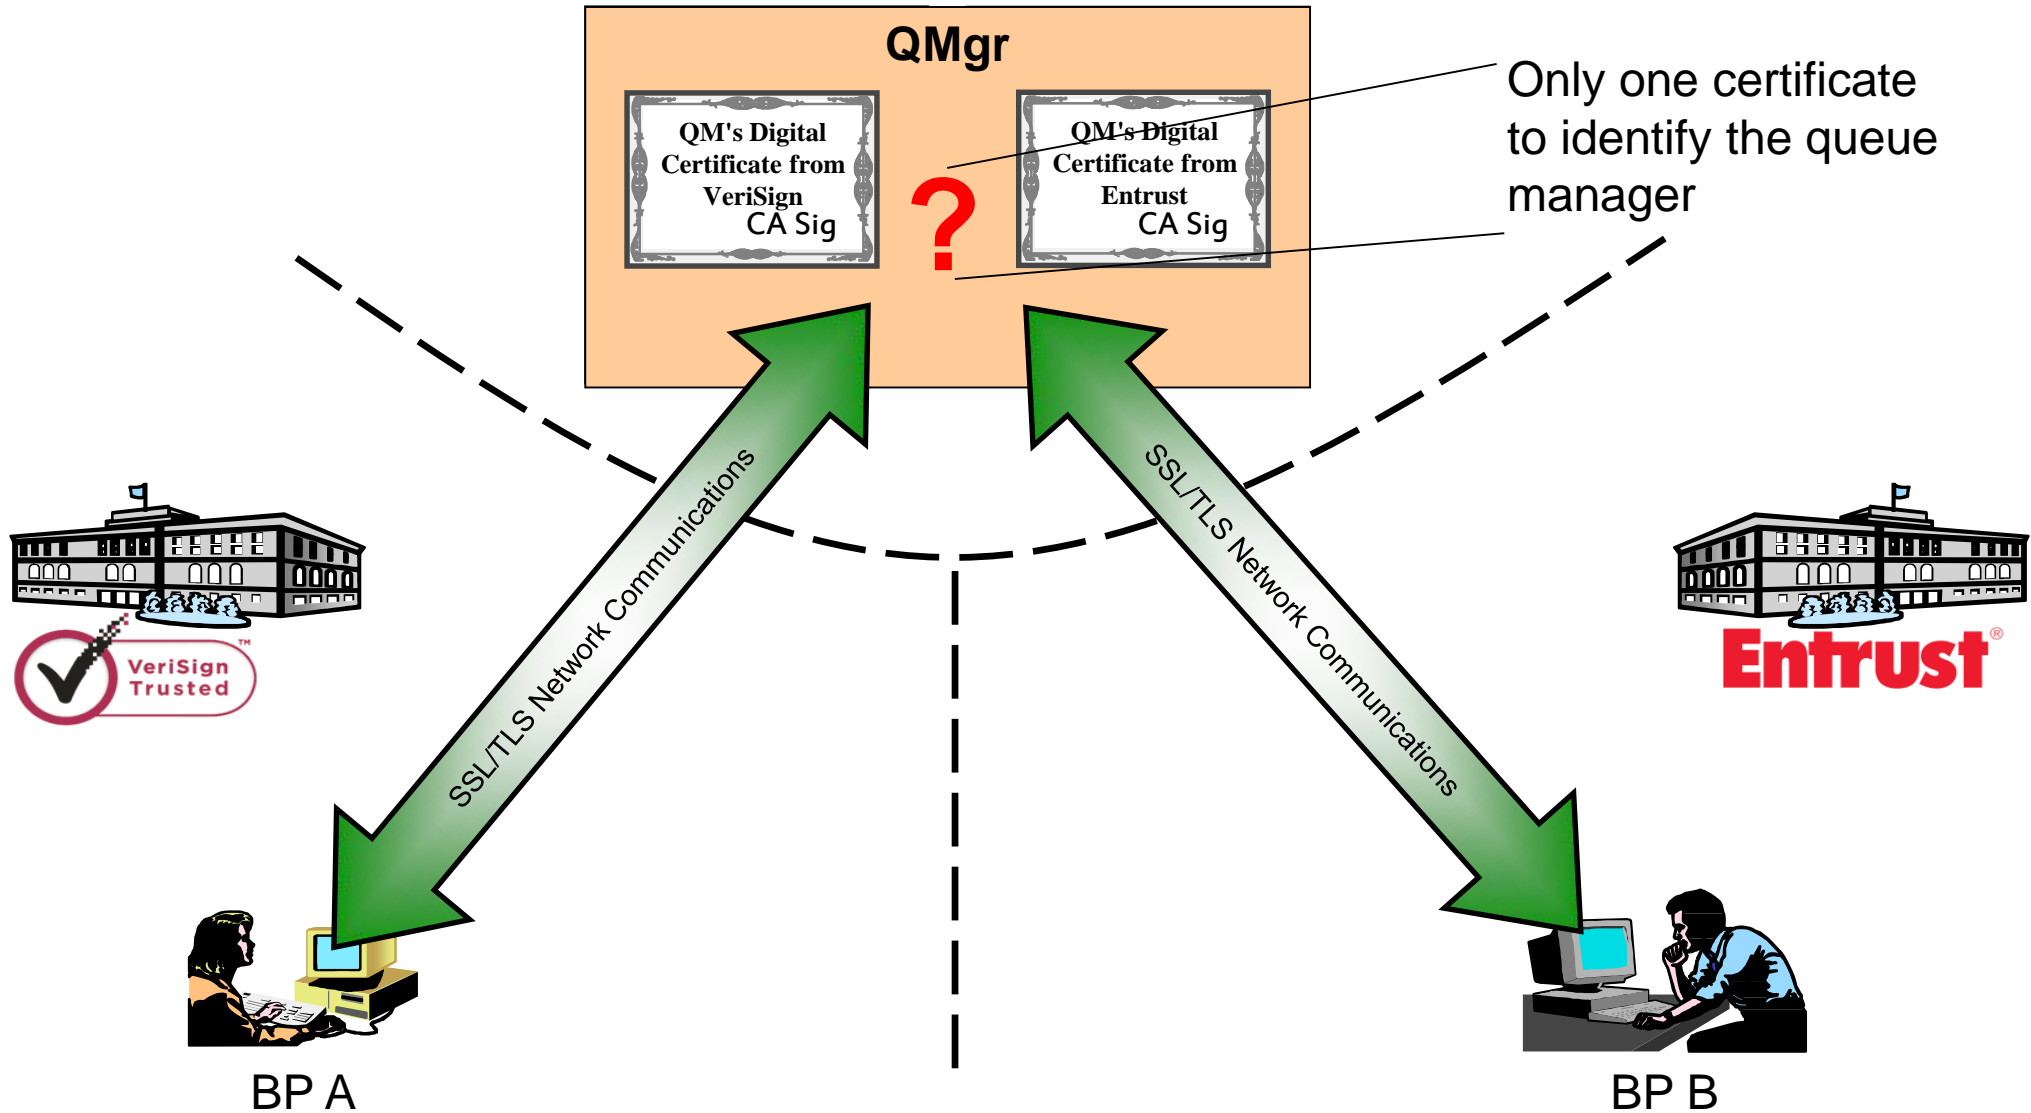 QMgr
QM's Digital
Certificate from
VeriSign
CA Sig
?
QM's Digital
Certificate from
Entrust
CA Sig
Only one certificate
to identify the queue
manager
SSL/TLS Network Communications
SSL/TLS Network Communications
VeriSign™
Trusted
Entrust®
BP A
BP B